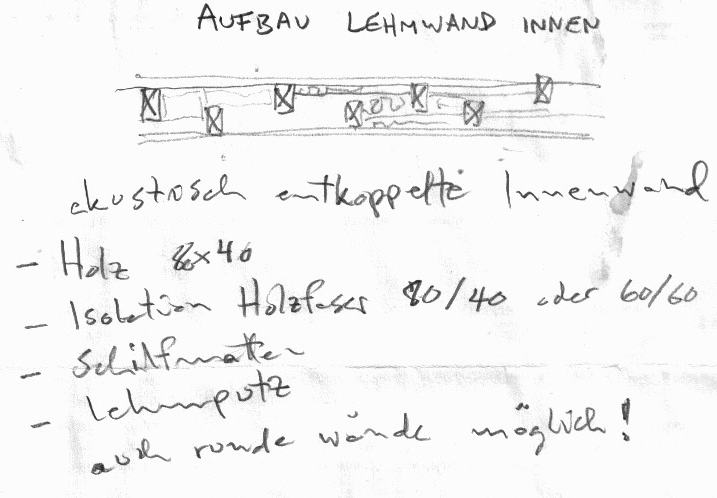 AUFBAU LEHMWAND INNEN
akustisch entkoppelte Innenwand
- Holz 80x40
- Isolation Holzfaser 80/40 oder 60/60
- Schilfmatten
- Lehmputz
auch runde wände möglich!